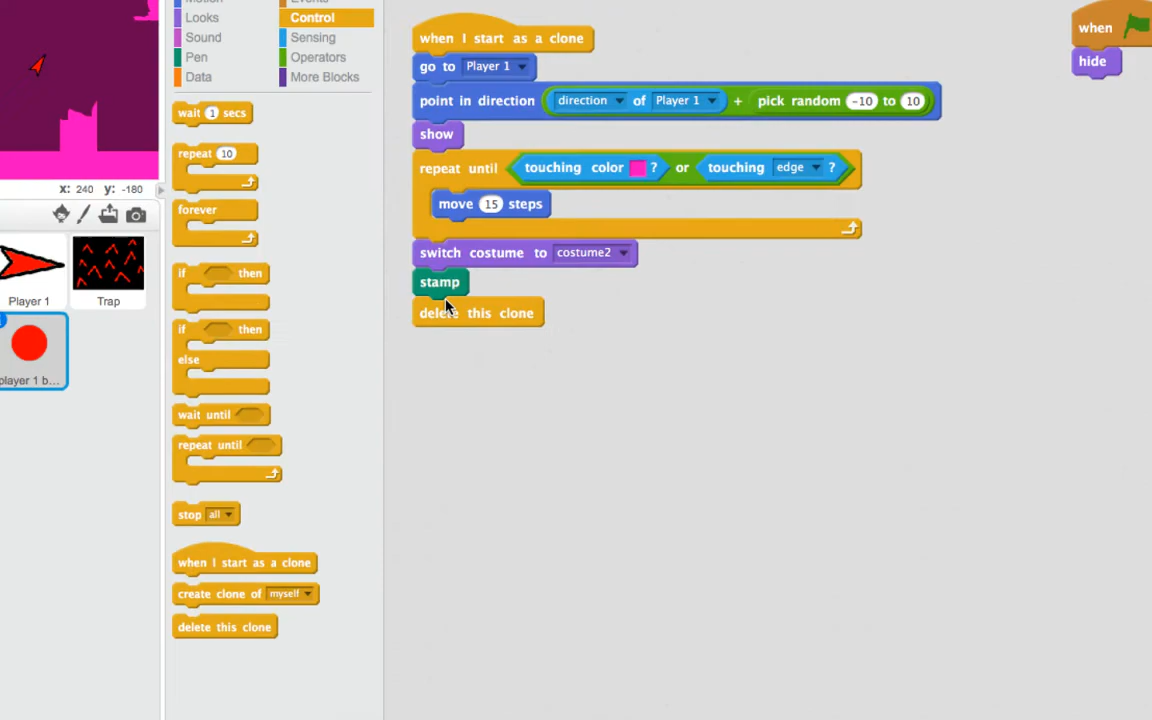 Motion Events
Looks Control
Sound Sensing
Pen Operators
Data More Blocks
x: 240 y: -180
Player 1
Trap
player 1 b...
wait 1 secs
repeat 10
forever
if then
if then
else
wait until
repeat until
stop all
when I start as a clone
create clone of myself
delete this clone
when I start as a clone
go to Player 1
point in direction direction of Player 1 + pick random -10 to 10
show
repeat until touching color ? or touching edge ?
move 15 steps
switch costume to costume2
stamp
delete this clone
when
hide